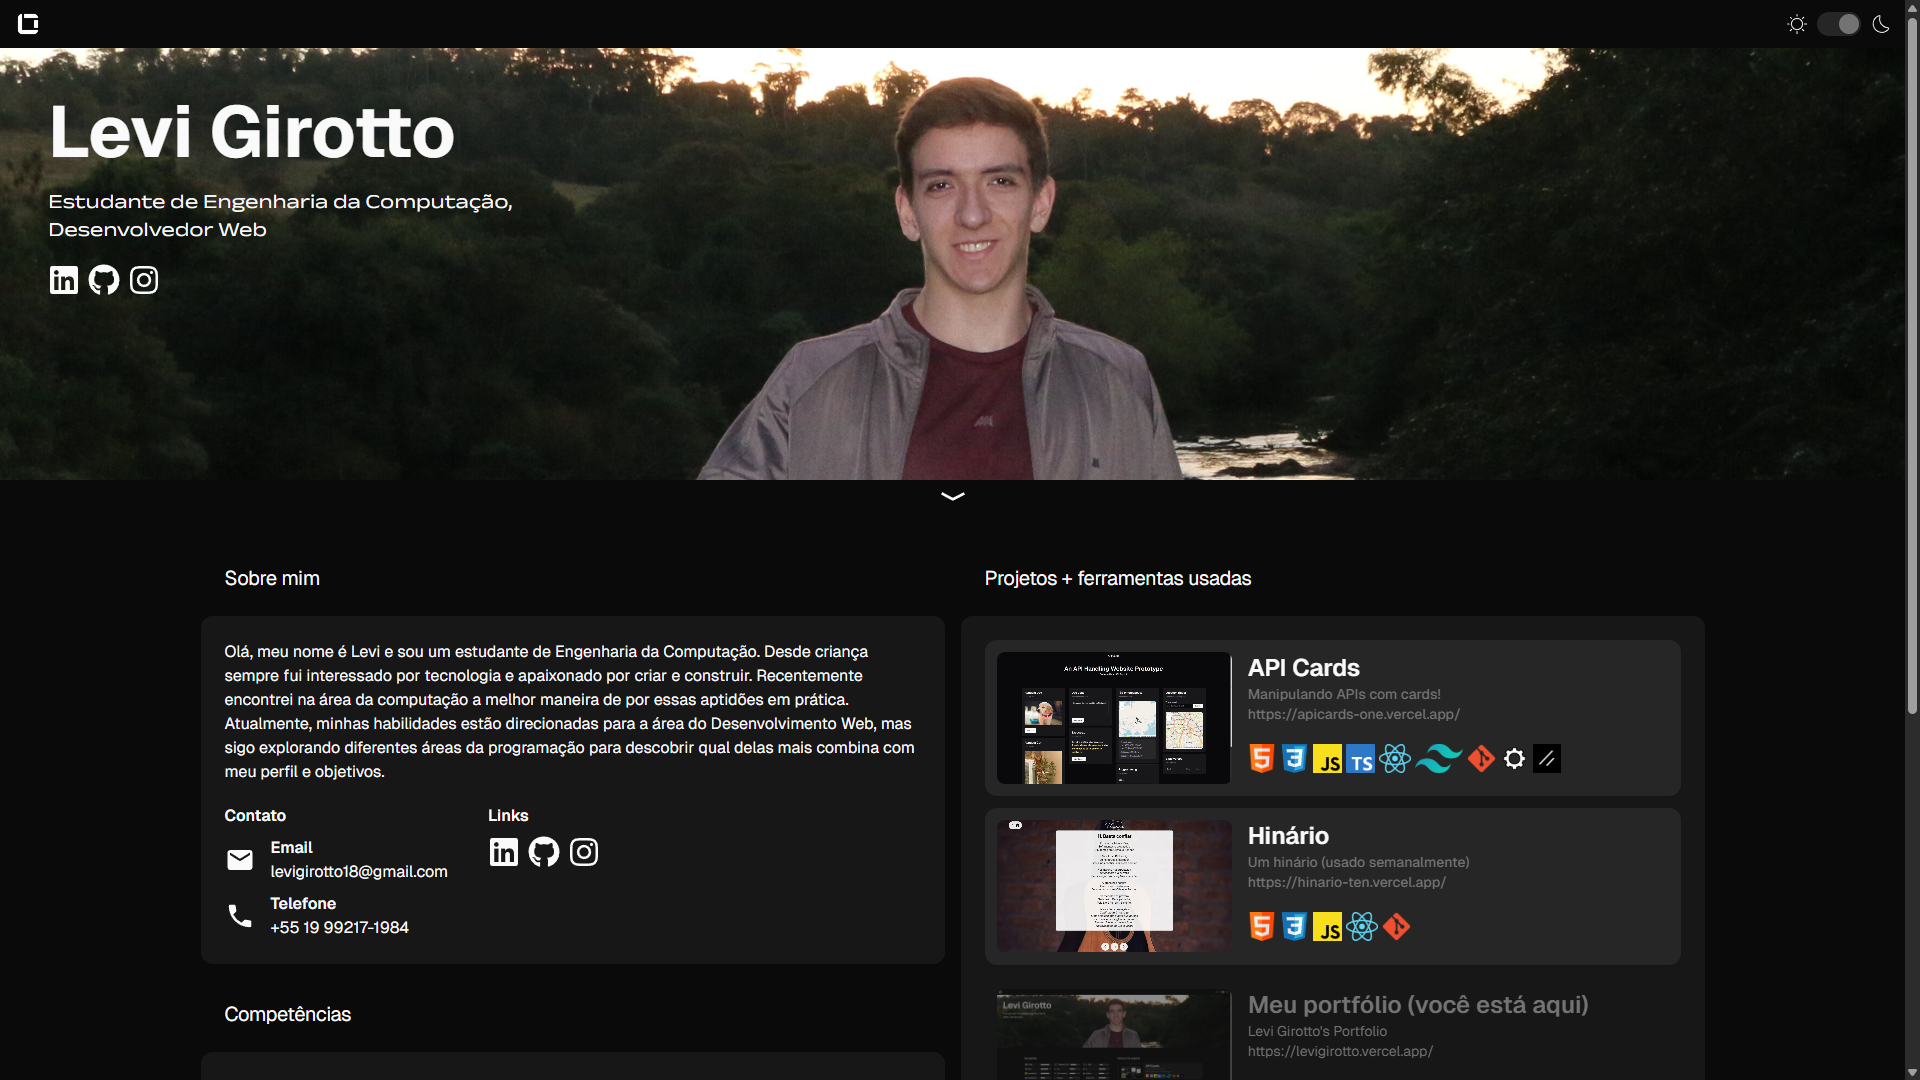 Levi Girotto
Estudante de Engenharia da Computação,
Desenvolvedor Web
Sobre mim
Olá, meu nome é Levi e sou um estudante de Engenharia da Computação. Desde criança
sempre fui interessado por tecnologia e apaixonado por criar e construir. Recentemente
encontrei na área da computação a melhor maneira de por essas aptidões em prática.
Atualmente, minhas habilidades estão direcionadas para a área do Desenvolvimento Web, mas
sigo explorando diferentes áreas da programação para descobrir qual delas mais combina com
meu perfil e objetivos.
Contato
Email
levigirotto18@gmail.com
Telefone
+55 19 99217-1984
Links
Competências
Projetos + ferramentas usadas
An API Handling Website Prototype
API Cards
Manipulando APIs com cards!
https://apicards-one.vercel.app/
JS
TS
Hinário
Um hinário (usado semanalmente)
https://hinario-ten.vercel.app/
JS
Levi Girotto
Meu portfólio (você está aqui)
Levi Girotto's Portfolio
https://levigirotto.vercel.app/